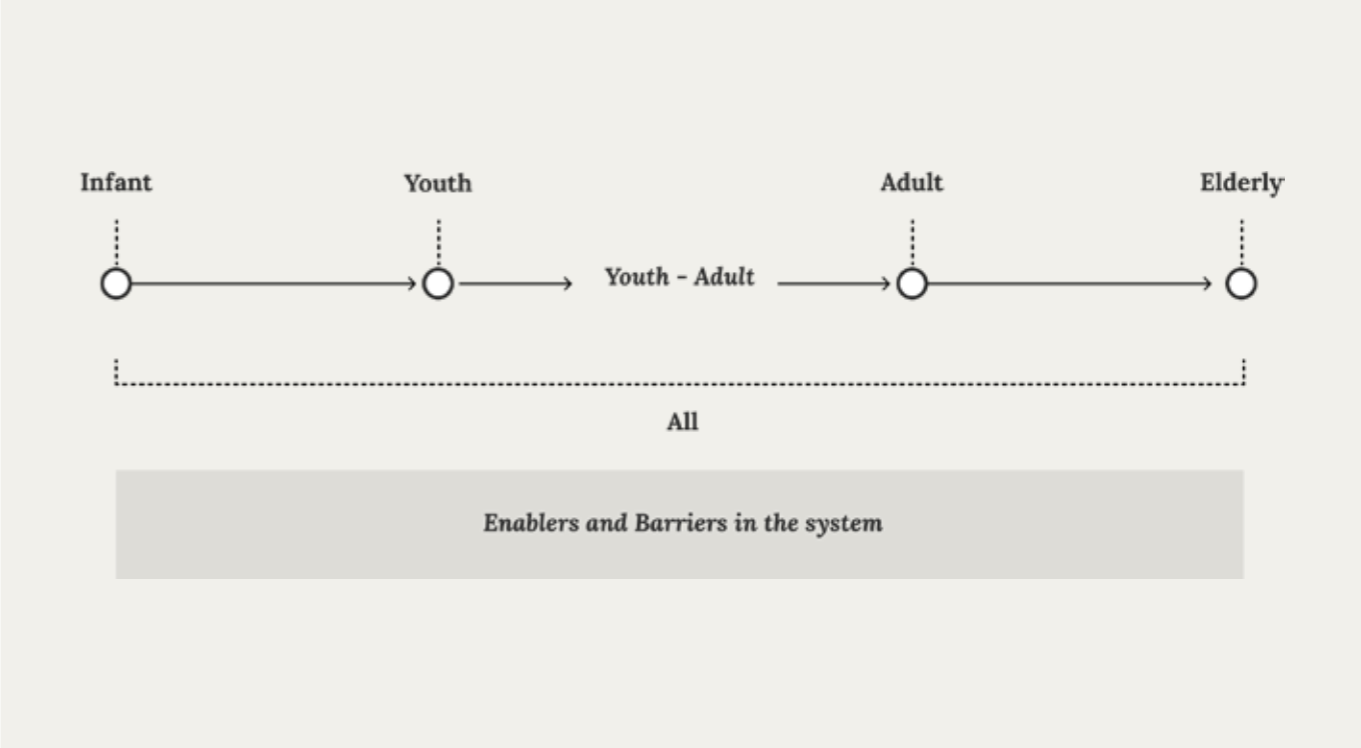 Infant
Youth
Adult
Elderly
Youth - Adult
All
Enablers and Barriers in the system